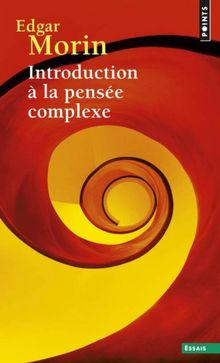 Edgar
Morin
POINTS
Introduction
à la pensée
complexe
ESSAIS